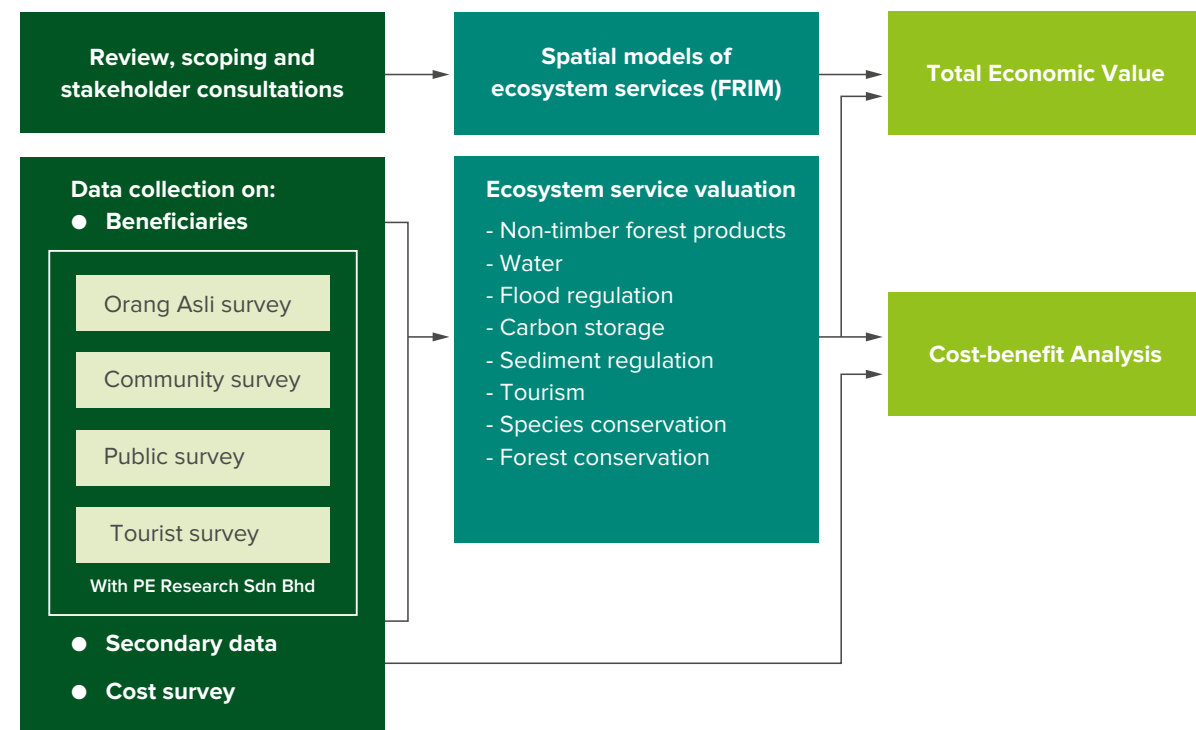 Review, scoping and
stakeholder consultations
Spatial models of
ecosystem services (FRIM)
Total Economic Value
Data collection on:
● Beneficiaries
Orang Asli survey
Community survey
Public survey
Tourist survey
With PE Research Sdn Bhd
● Secondary data
● Cost survey
Ecosystem service valuation
- Non-timber forest products
- Water
- Flood regulation
- Carbon storage
- Sediment regulation
- Tourism
- Species conservation
- Forest conservation
Cost-benefit Analysis